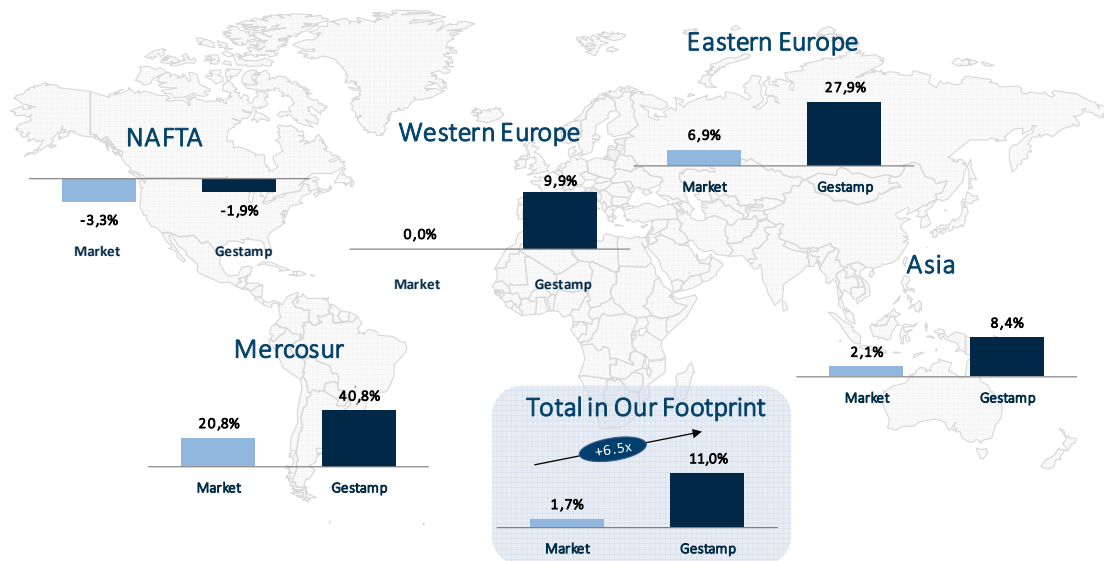 Eastern Europe
27,9%
6,9%
Market
Gestamp
NAFTA
-3,3%
-1,9%
Market
Gestamp
Western Europe
9,9%
0,0%
Market
Gestamp
Asia
8,4%
2,1%
Market
Gestamp
Mercosur
40,8%
20,8%
Market
Gestamp
Total in Our Footprint
+6.5x
11,0%
1,7%
Market
Gestamp